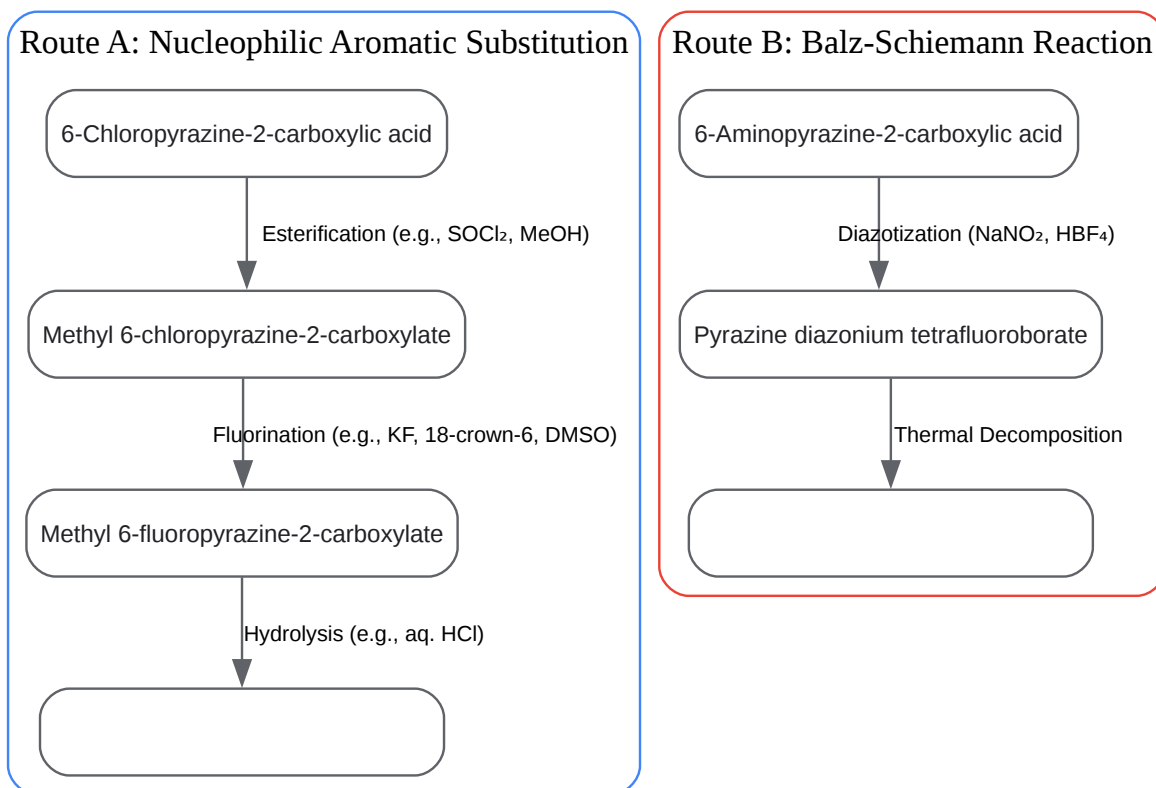 Route A: Nucleophilic Aromatic Substitution
6-Chloropyrazine-2-carboxylic acid
Esterification (e.g., SOCl₂, MeOH)
Methyl 6-chloropyrazine-2-carboxylate
Fluorination (e.g., KF, 18-crown-6, DMSO)
Methyl 6-fluoropyrazine-2-carboxylate
Hydrolysis (e.g., aq. HCl)
Route B: Balz-Schiemann Reaction
6-Aminopyrazine-2-carboxylic acid
Diazotization (NaNO₂, HBF₄)
Pyrazine diazonium tetrafluoroborate
Thermal Decomposition